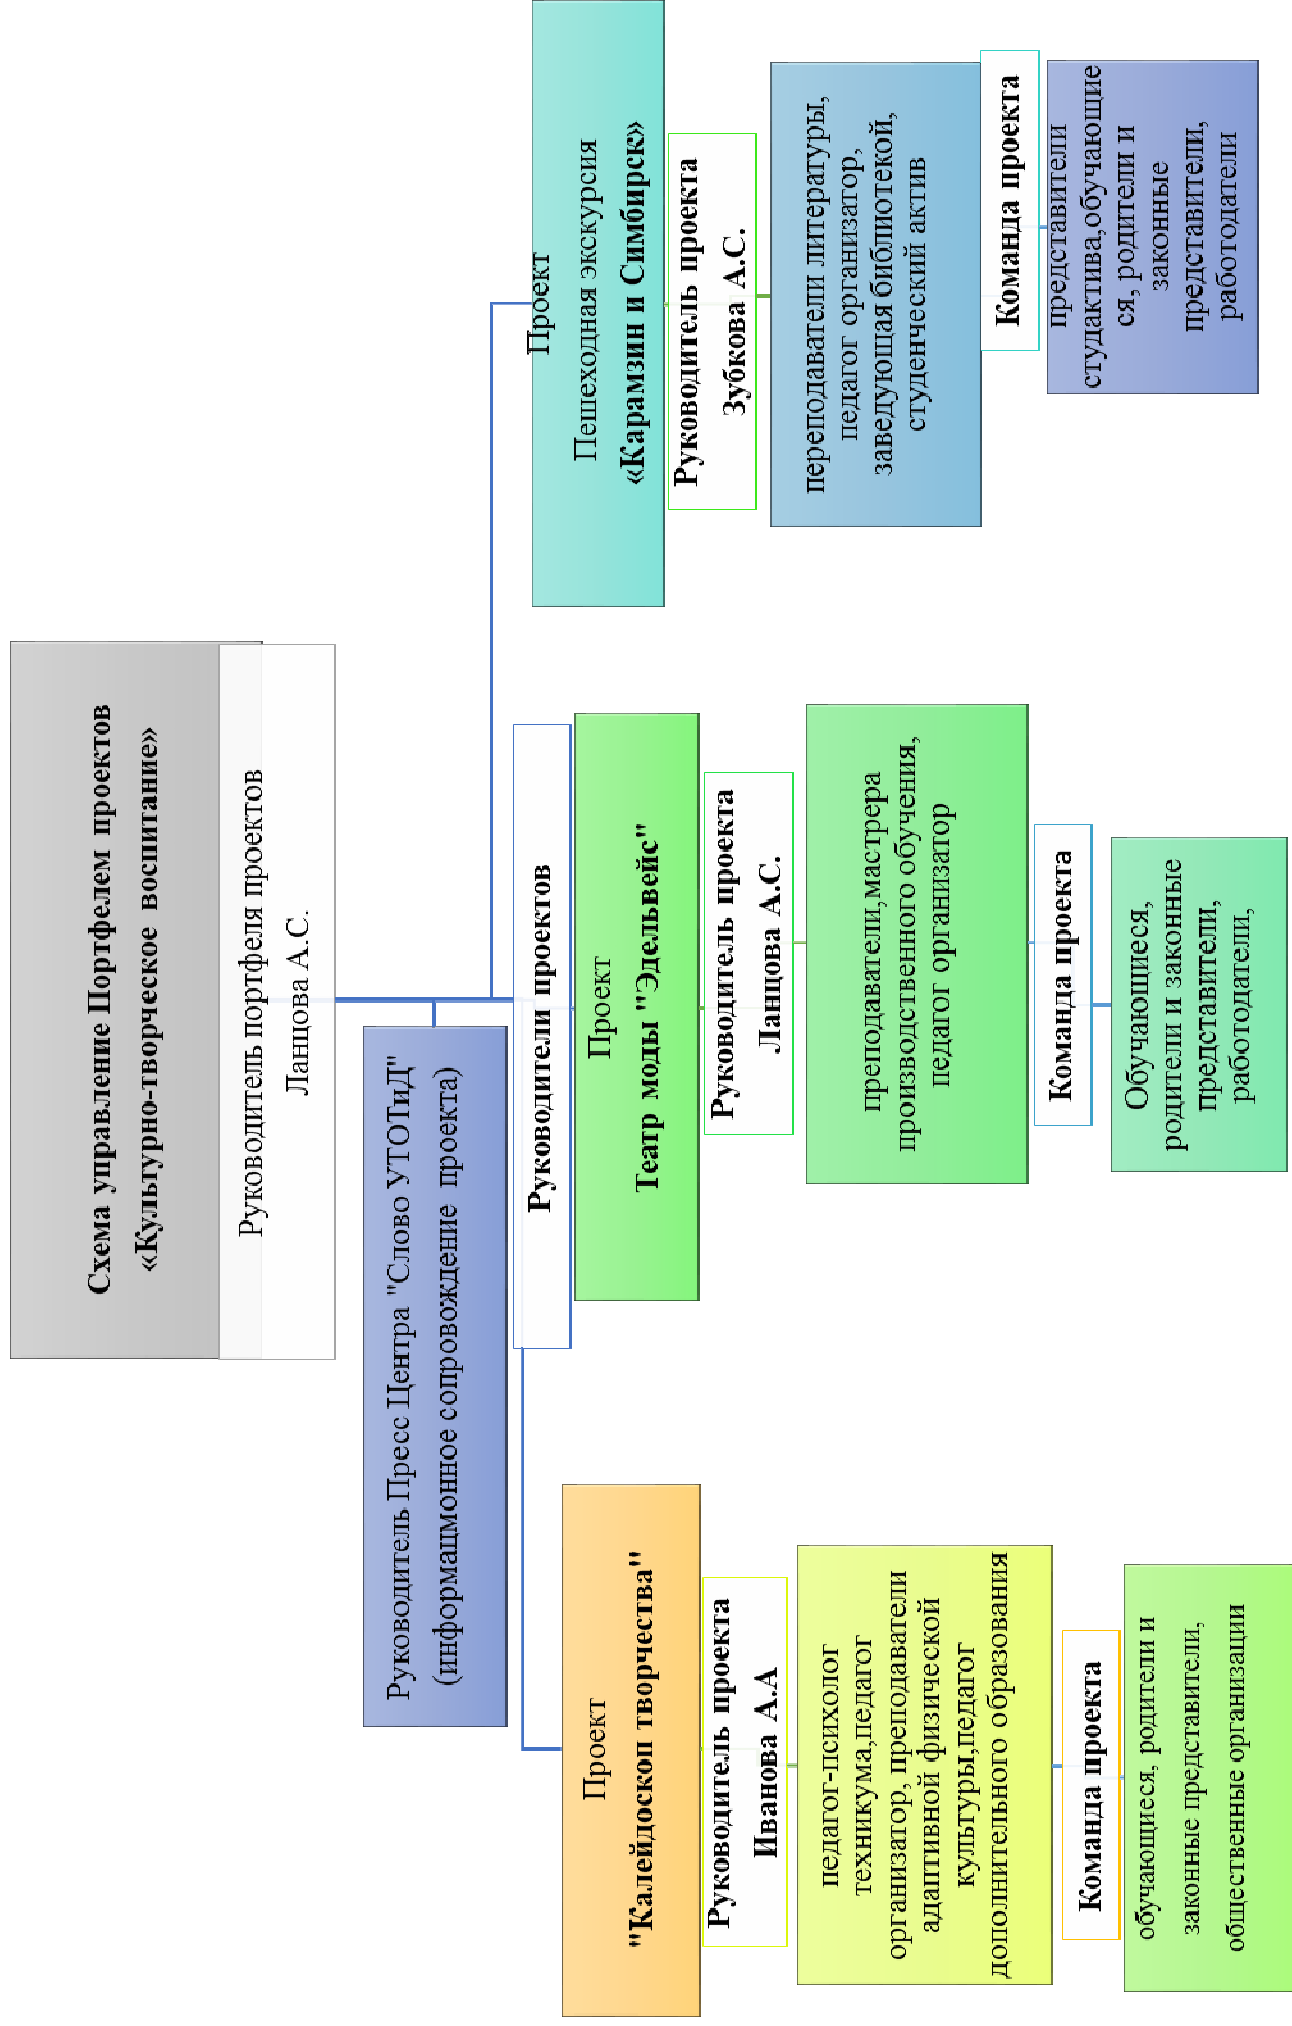 Схема управление Портфелем проектов
«Культурно-творческое воспитание»
Руководитель портфеля проектов
Ланцова А.С.
Руководитель Пресс Центра "Слово УТОТиД"
(информационное сопровождение проекта)
Руководители проектов
Проект
"Калейдоскоп творчества"
Руководитель проекта
Иванова А.А
педагог-психолог
техникума,педагог
организатор, преподаватели
адаптивной физической
культуры,педагог
дополнительного образования
Команда проекта
обучающиеся, родители и
законные представители,
общественные организации
Проект
Театр моды "Эдельвейс"
Руководитель проекта
Ланцова А.С.
преподаватели,мастрера
производственного обучения,
педагог организатор
Команда проекта
Обучающиеся,
родители и законные
представители,
работодатели,
Проект
Пешеходная экскурсия
«Карамзин и Симбирск»
Руководитель проекта
Зубкова А.С.
переподаватели литературы,
педагог организатор,
заведующая библиотекой,
студенческий актив
Команда проекта
представители
студактива,обучающие
ся, родители и
законные
представители,
работодатели